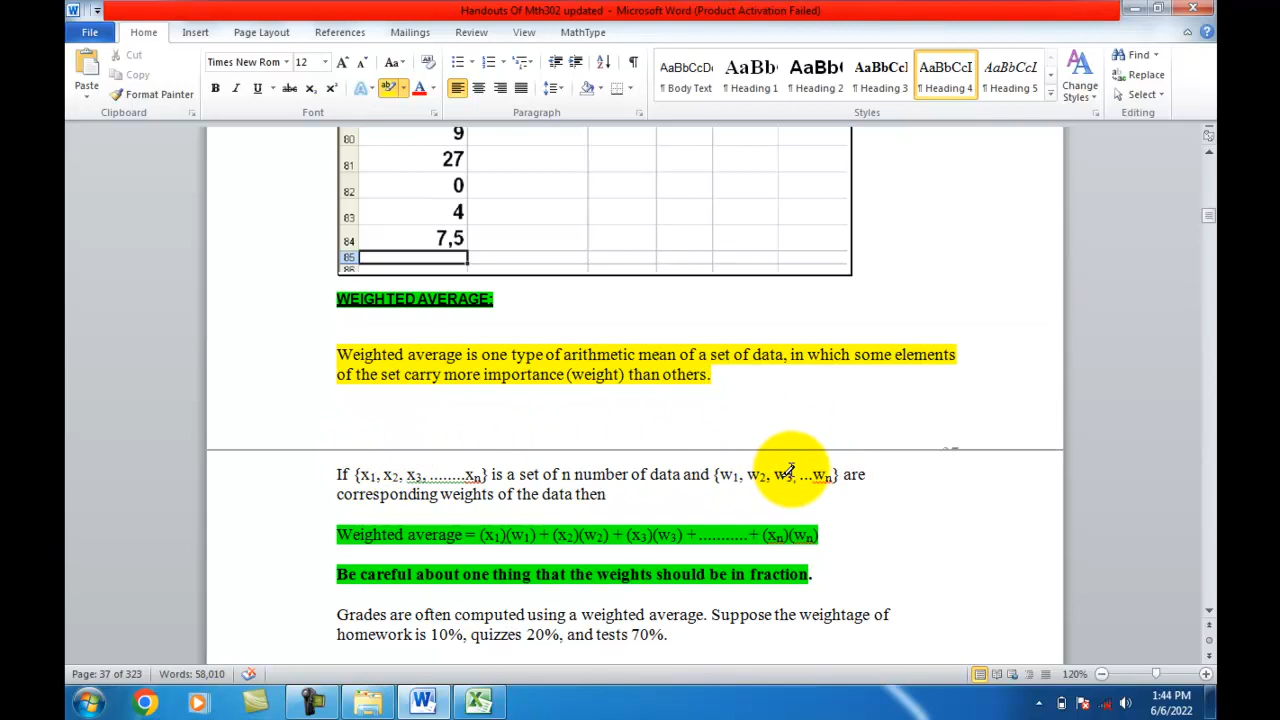 Handouts Of Mth302 updated - Microsoft Word (Product Activation Failed)
File Home Insert Page Layout References Mailings Review View MathType
Paste
Cut
Copy
Format Painter
Clipboard
Times New Rom 12
Font
Paragraph
AaBbCcDc AaBbC AaBbC AaBbCc AaBbCcI AaBbCcI
¶ Body Text ¶ Heading 1 ¶ Heading 2 ¶ Heading 3 ¶ Heading 4 ¶ Heading 5
Styles
Change Styles
Find
Replace
Select
Editing
80 9
81 27
82 0
83 4
84 7,5
85
86
WEIGHTED AVERAGE:
Weighted average is one type of arithmetic mean of a set of data, in which some elements
of the set carry more importance (weight) than others.
If {x1, x2, x3, ........xn} is a set of n number of data and {w1, w2, w3, ...wn} are
corresponding weights of the data then
Weighted average = (x1)(w1) + (x2)(w2) + (x3)(w3) + ........... + (xn)(wn)
Be careful about one thing that the weights should be in fraction.
Grades are often computed using a weighted average. Suppose the weightage of
homework is 10%, quizzes 20%, and tests 70%.
Page: 37 of 323 Words: 58,010 120%
1:44 PM
6/6/2022